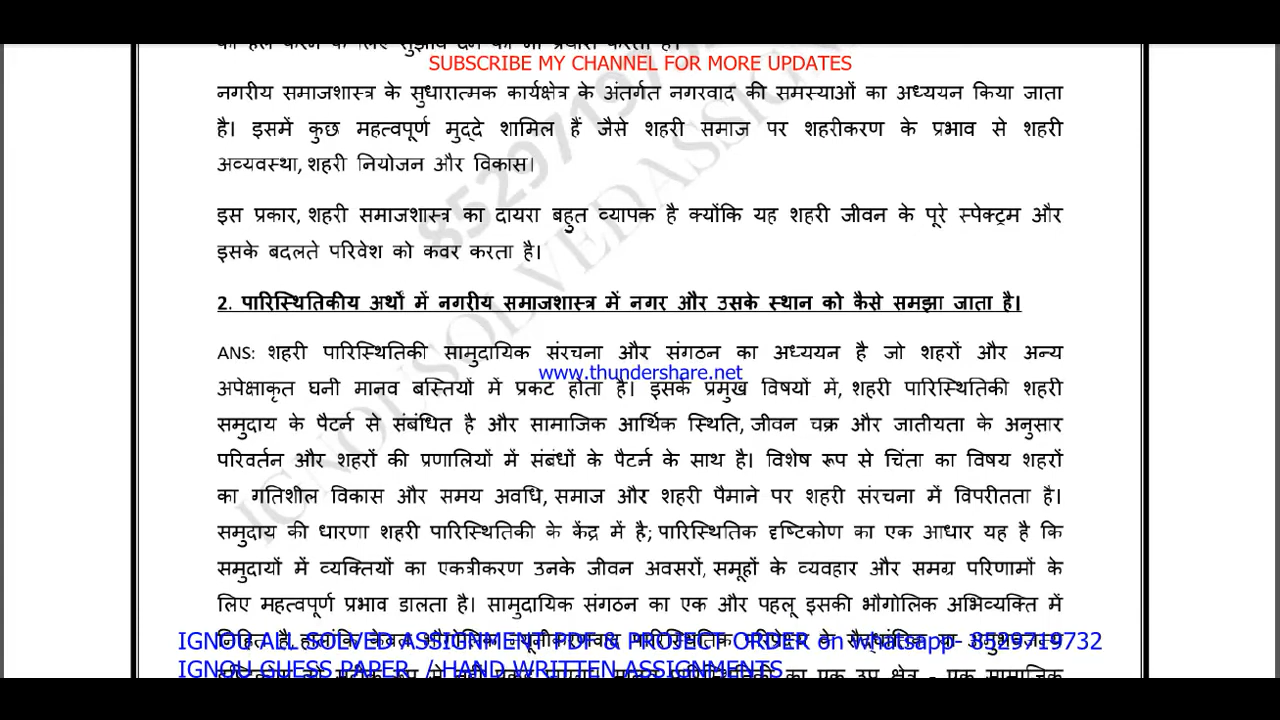 SUBSCRIBE MY CHANNEL FOR MORE UPDATES
नगरीय समाजशास्त्र के सुधारात्मक कार्यक्षेत्र के अंतर्गत नगरवाद की समस्याओं का अध्ययन किया जाता
है। इसमें कुछ महत्वपूर्ण मुद्दे शामिल हैं जैसे शहरी समाज पर शहरीकरण के प्रभाव से शहरी
अव्यवस्था, शहरी नियोजन और विकास।
इस प्रकार, शहरी समाजशास्त्र का दायरा बहुत व्यापक है क्योंकि यह शहरी जीवन के पूरे स्पेक्ट्रम और
इसके बदलते परिवेश को कवर करता है।
2. पारिस्थितिकीय अर्थों में नगरीय समाजशास्त्र में नगर और उसके स्थान को कैसे समझा जाता है।
ANS: शहरी पारिस्थितिकी सामुदायिक संरचना और संगठन का अध्ययन है जो शहरों और अन्य
www.thundershare.net
अपेक्षाकृत घनी मानव बस्तियों में प्रकट होता है। इसके प्रमुख विषयों में, शहरी पारिस्थितिकी शहरी
समुदाय के पैटर्न से संबंधित है और सामाजिक आर्थिक स्थिति, जीवन चक्र और जातीयता के अनुसार
परिवर्तन और शहरों की प्रणालियों में संबंधों के पैटर्न के साथ है। विशेष रूप से चिंता का विषय शहरों
का गतिशील विकास और समय अवधि, समाज और शहरी पैमाने पर शहरी संरचना में विपरीतता है।
समुदाय की धारणा शहरी पारिस्थितिकी के केंद्र में है; पारिस्थितिक दृष्टिकोण का एक आधार यह है कि
समुदायों में व्यक्तियों का एकत्रीकरण उनके जीवन अवसरों, समूहों के व्यवहार और समग्र परिणामों के
लिए महत्वपूर्ण प्रभाव डालता है। सामुदायिक संगठन का एक और पहलू इसकी भौगोलिक अभिव्यक्ति में
IGNOU ALL SOLVED ASSIGNMENT PDF & PROJECT ORDER on whatsapp- 8529719732
IGNOU GUESS PAPER / HAND WRITTEN ASSIGNMENTS